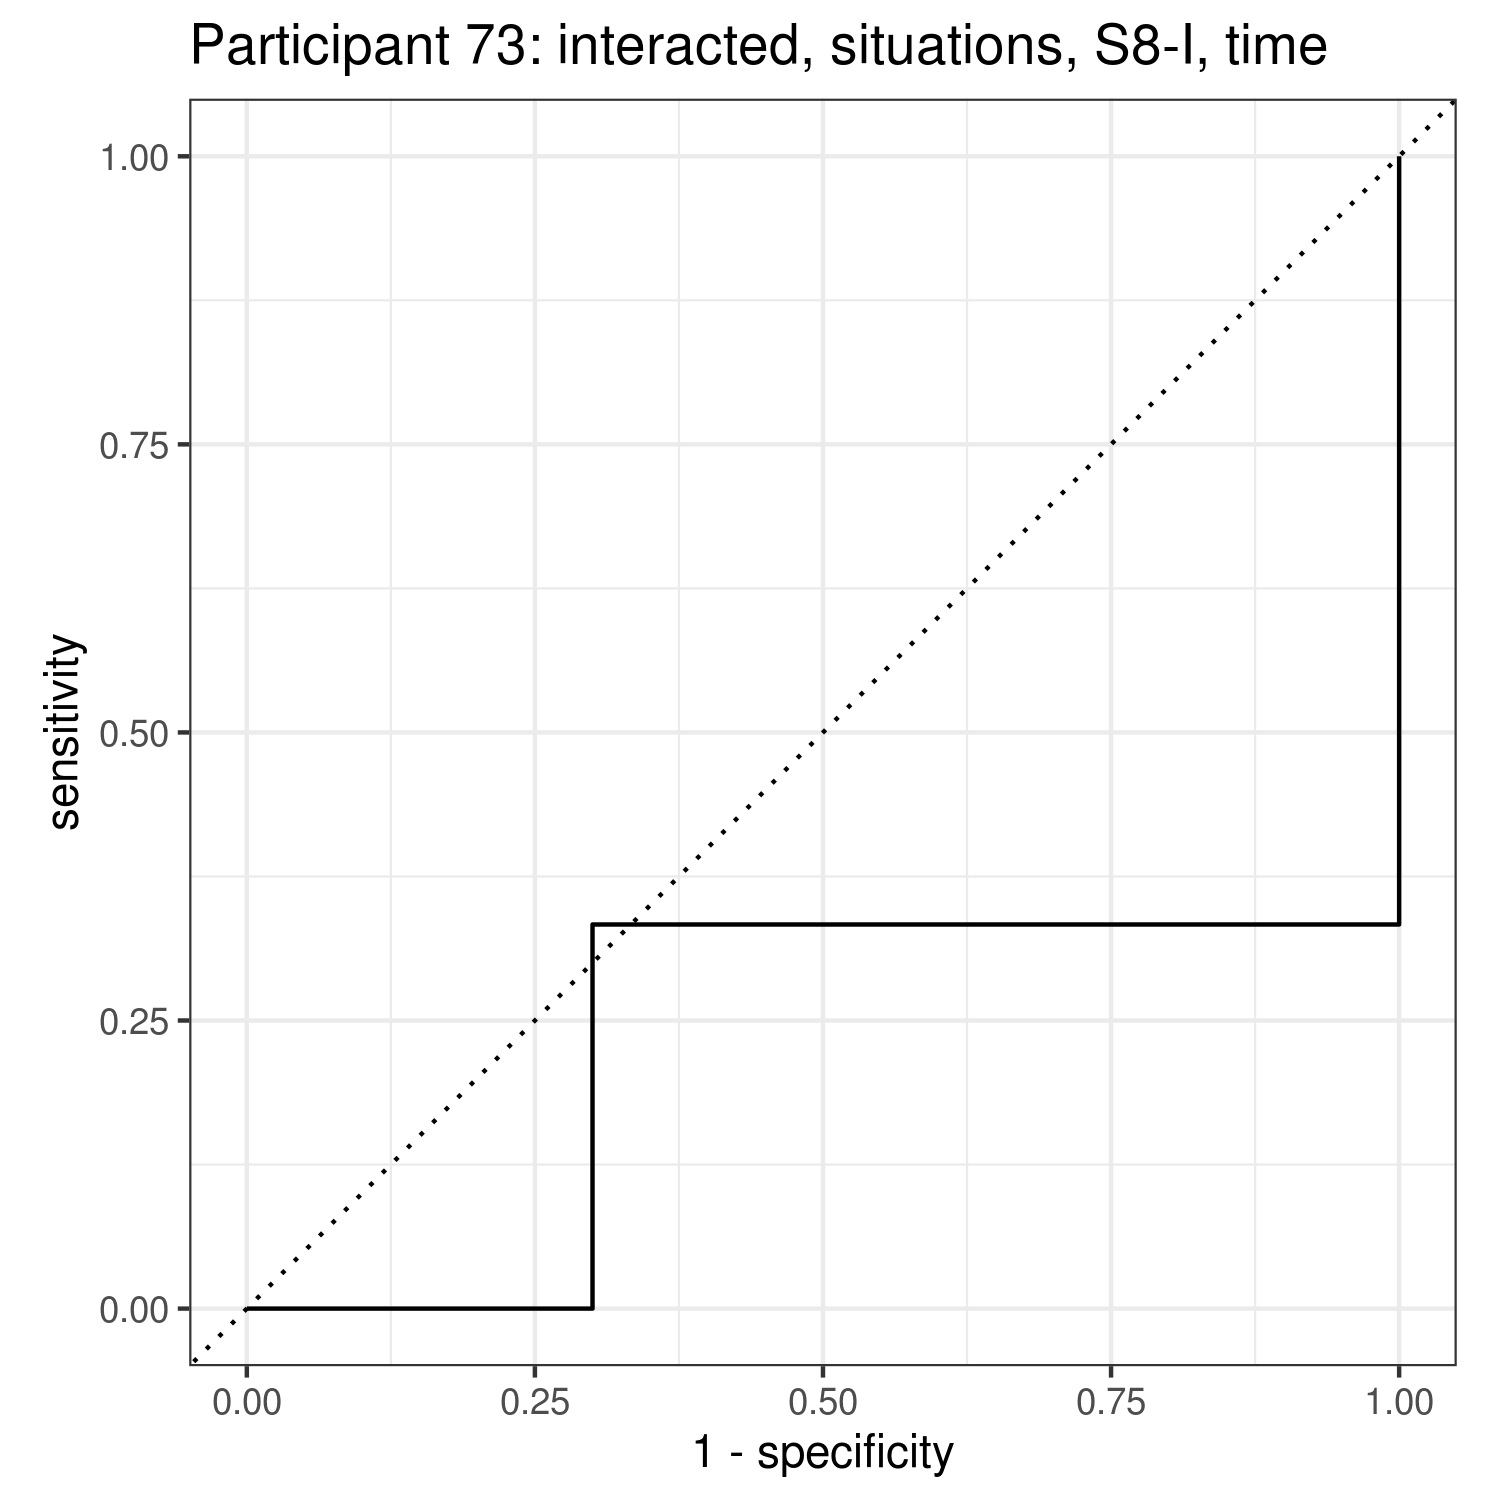 Participant 73: interacted, situations, S8-I, time
1.00
0.75
0.50
0.25
0.00
sensitivity
0.00 0.25 0.50 0.75 1.00
1 - specificity